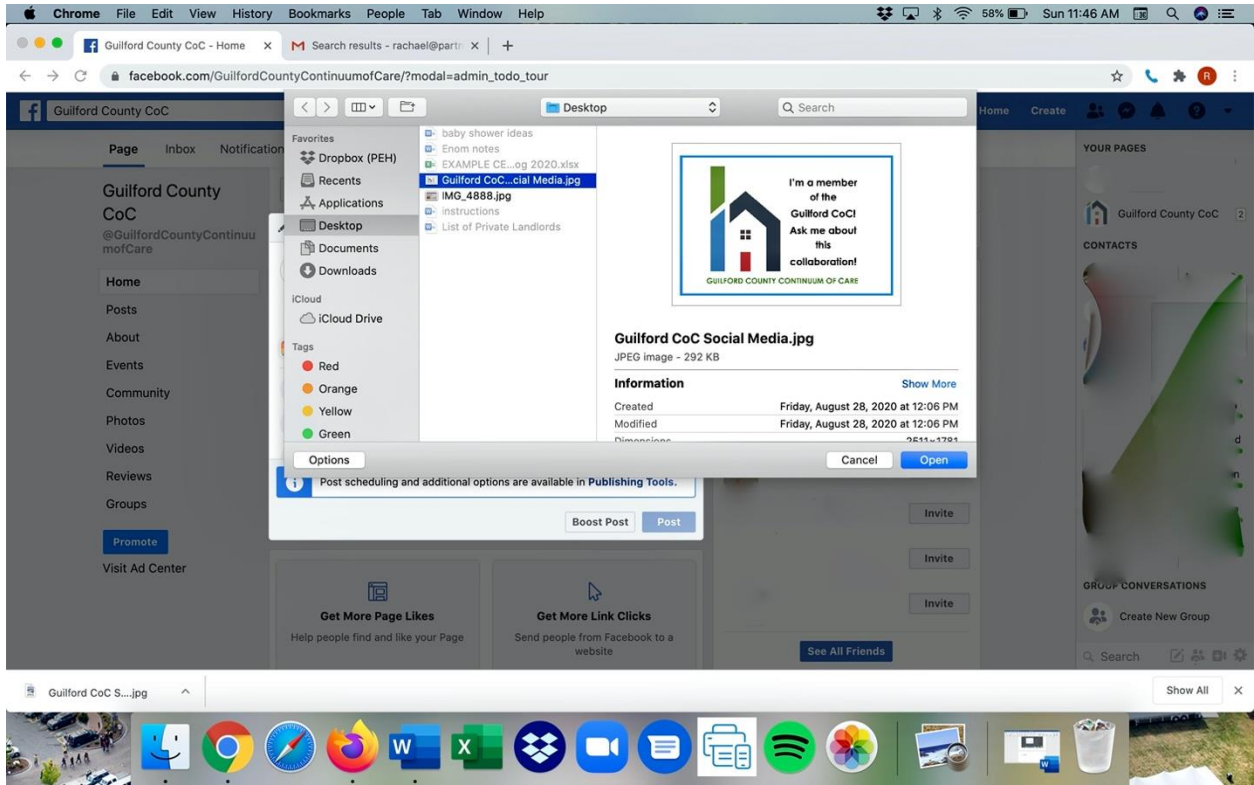 Chrome File Edit View History Bookmarks People Tab Window Help 58% Sun 11:46 AM
Guilford County CoC - Home × Search results - rachael@partn × +
facebook.com/GuilfordCountyContinuumofCare/?modal=admin_todo_tour R
Guilford County CoC
Home Create
Page Inbox Notification
Guilford County
CoC
@GuilfordCountyContinuu
mofCare
Home
Posts
About
Events
Community
Photos
Videos
Reviews
Groups
Promote
Visit Ad Center
Desktop
Search
Favorites
Dropbox (PEH)
Recents
Applications
Desktop
Documents
Downloads
iCloud
iCloud Drive
Tags
Red
Orange
Yellow
Green
baby shower ideas
Enom notes
EXAMPLE CE...og 2020.xlsx
Guilford CoC...cial Media.jpg
IMG_4888.jpg
instructions
List of Private Landlords
I'm a member
of the
Guilford CoC!
Ask me about
this
collaboration!
GUILFORD COUNTY CONTINUUM OF CARE
Guilford CoC Social Media.jpg
JPEG image - 292 KB
Information Show More
Created Friday, August 28, 2020 at 12:06 PM
Modified Friday, August 28, 2020 at 12:06 PM
Dimensions 2511×1781
Options Cancel Open
Post scheduling and additional options are available in Publishing Tools.
Boost Post Post
Get More Page Likes
Help people find and like your Page
Get More Link Clicks
Send people from Facebook to a
website
Invite
Invite
Invite
See All Friends
YOUR PAGES
Guilford County CoC 2
CONTACTS
d
n
GROUP CONVERSATIONS
Create New Group
Search
Guilford CoC S....jpg
Show All ×
W X